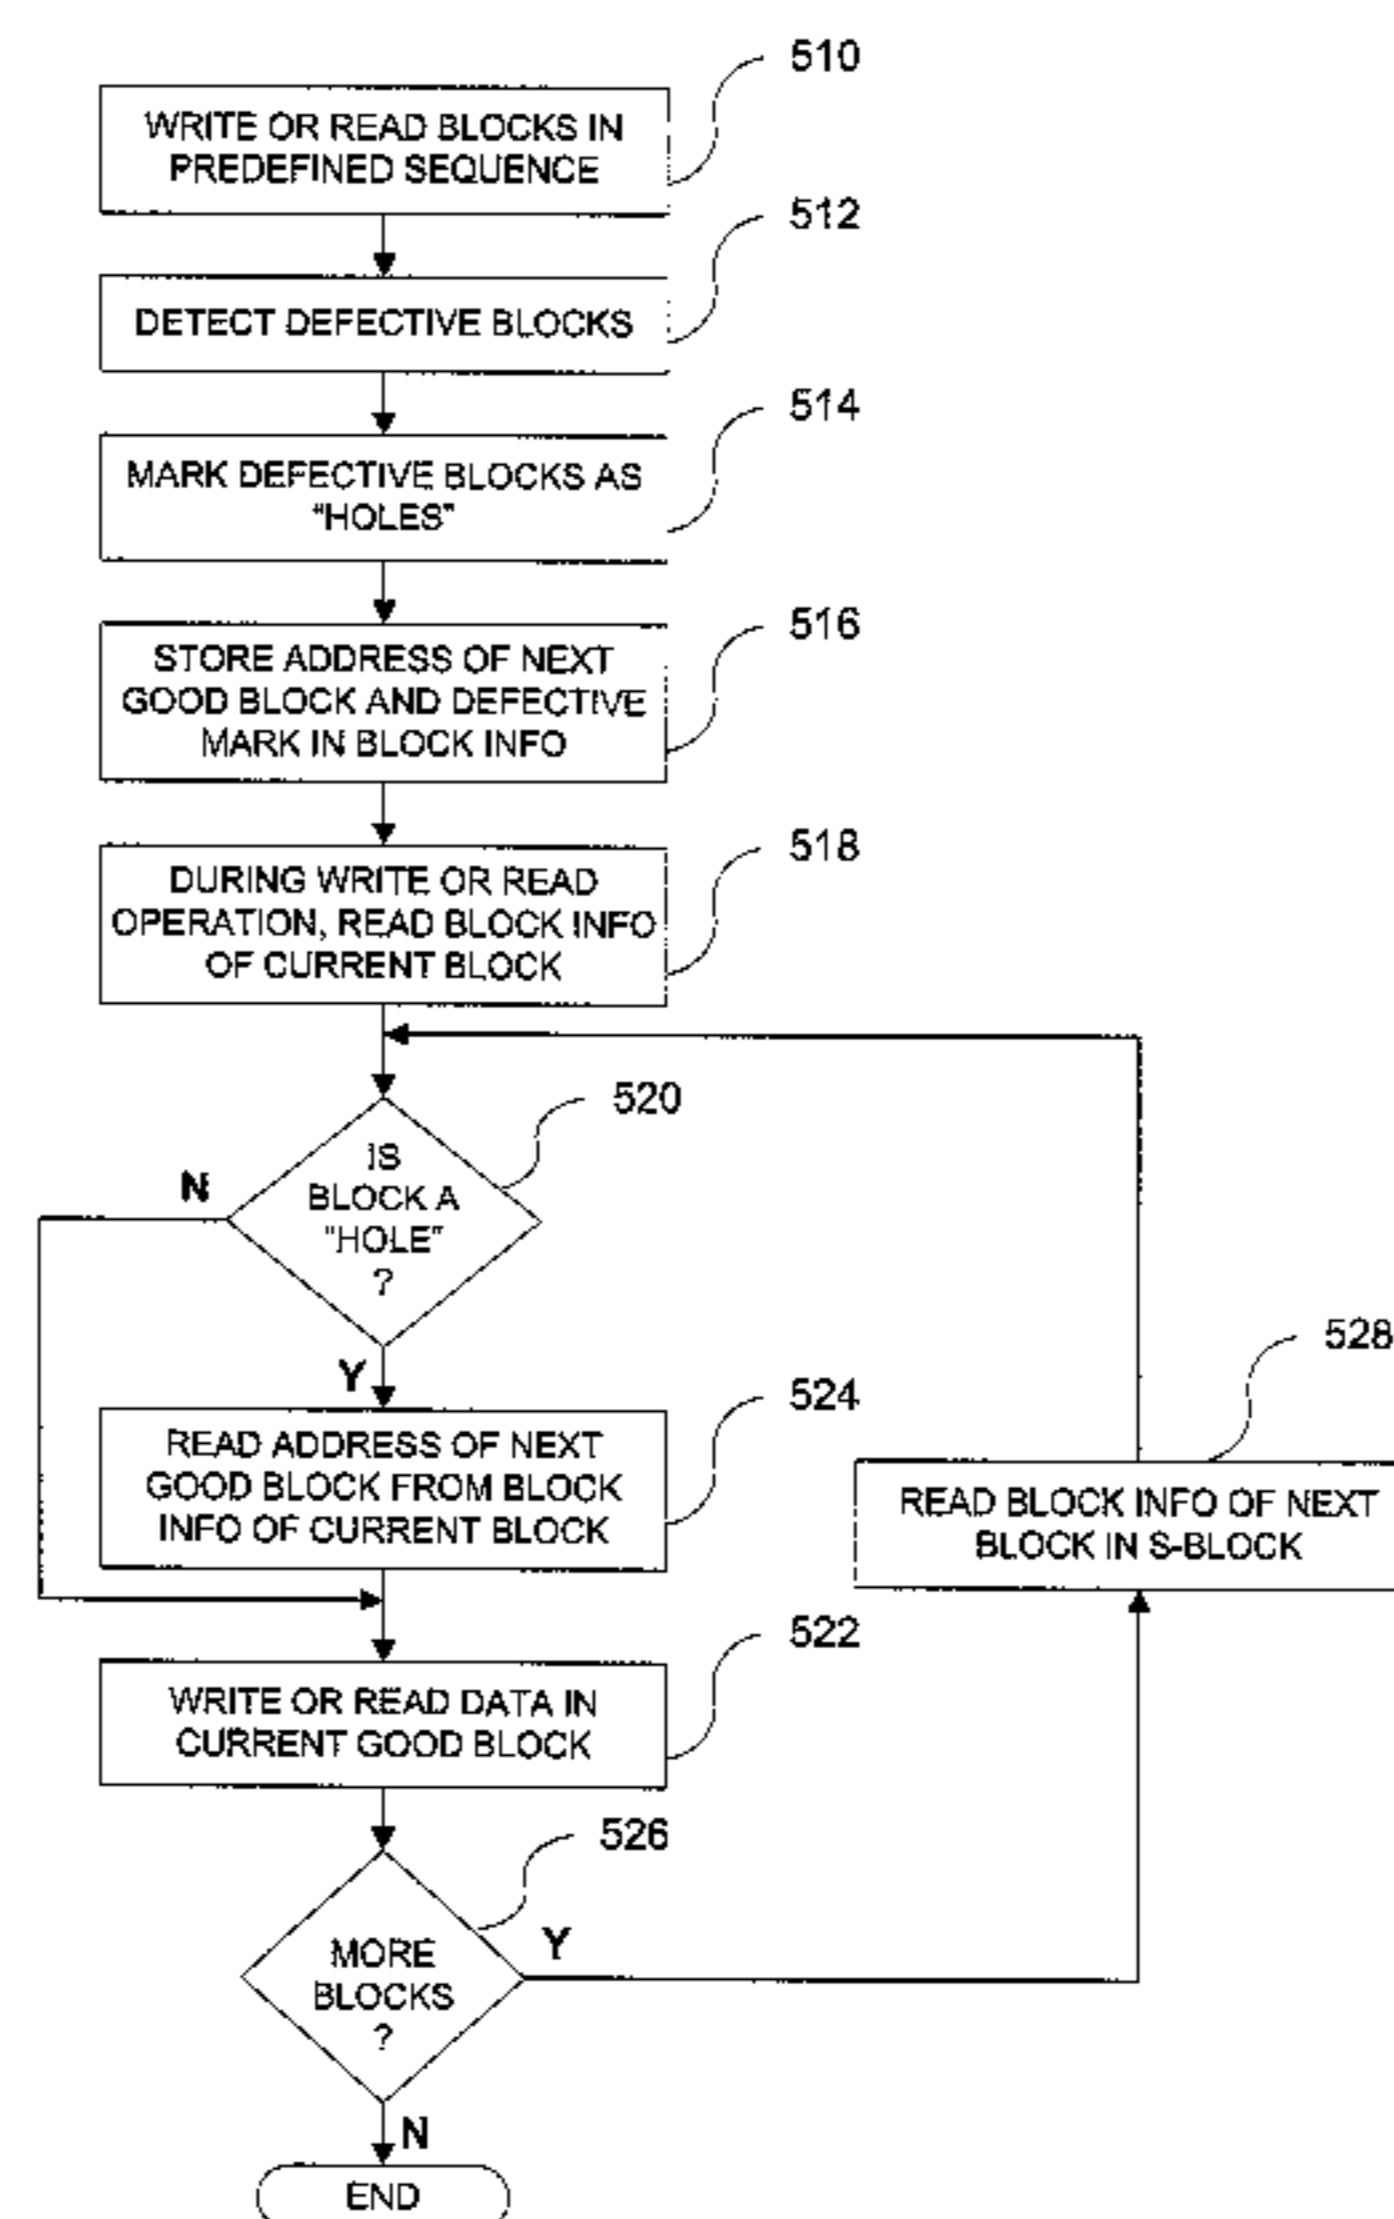 510
WRITE OR READ BLOCKS IN
PREDEFINED SEQUENCE
512
DETECT DEFECTIVE BLOCKS
514
MARK DEFECTIVE BLOCKS AS
"HOLES"
516
STORE ADDRESS OF NEXT
GOOD BLOCK AND DEFECTIVE
MARK IN BLOCK INFO
518
DURING WRITE OR READ
OPERATION, READ BLOCK INFO
OF CURRENT BLOCK
520
IS
BLOCK A
"HOLE"
?
N
Y
524
READ ADDRESS OF NEXT
GOOD BLOCK FROM BLOCK
INFO OF CURRENT BLOCK
528
READ BLOCK INFO OF NEXT
BLOCK IN S-BLOCK
522
WRITE OR READ DATA IN
CURRENT GOOD BLOCK
526
MORE
BLOCKS
?
Y
N
END